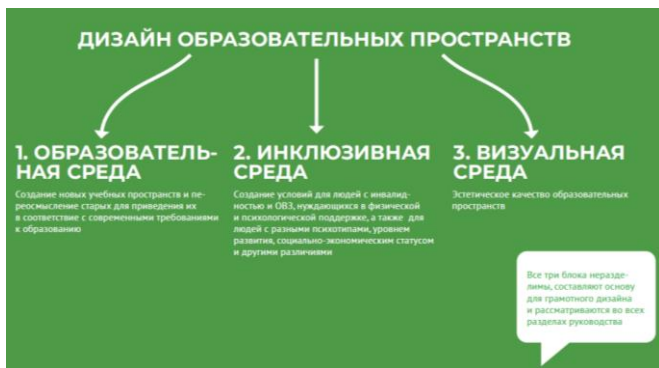 ДИЗАЙН ОБРАЗОВАТЕЛЬНЫХ ПРОСТРАНСТВ
1. ОБРАЗОВАТЕЛЬ-
НАЯ СРЕДА
Создание новых учебных пространств и пе-
реосмысление старых для приведения их
в соответствие с современными требованиями
к образованию
2. ИНКЛЮЗИВНАЯ
СРЕДА
Создание условий для людей с инвалид-
ностью и ОВЗ, нуждающихся в физической
и психологической поддержке, а также для
людей с разными психотипами, уровнем
развития, социально-экономическим статусом
и другими различиями
3. ВИЗУАЛЬНАЯ
СРЕДА
Эстетическое качество образовательных
пространств
Все три блока неразде-
лимы, составляют основу
для грамотного дизайна
и рассматриваются во всех
разделах руководства